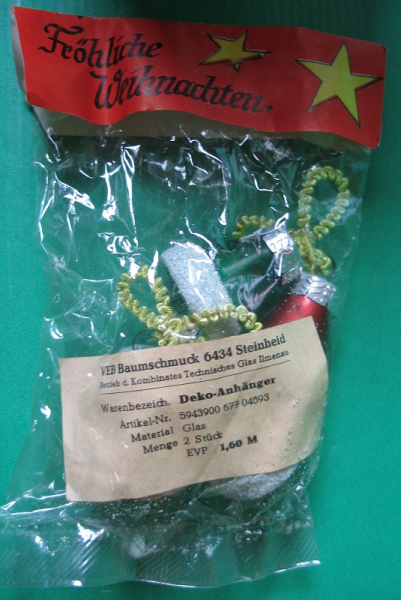 Fröhliche
Weihnachten.
VEB Baumschmuck 6434 Steinheid
Betrieb d. Kombinates Technisches Glas Ilmenau
Warenbezeich. Deko-Anhänger
Artikel-Nr. 5943900 677 04593
Material Glas
Menge 2 Stück
EVP 1,60 M